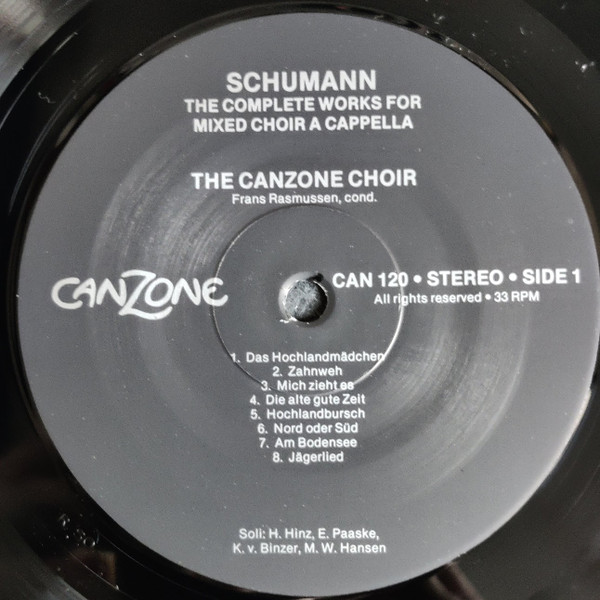 SCHUMANN
THE COMPLETE WORKS FOR
MIXED CHOIR A CAPPELLA
THE CANZONE CHOIR
Frans Rasmussen, cond.
CANZONE
CAN 120 • STEREO • SIDE 1
All rights reserved • 33 RPM
1. Das Hochlandmädchen
2. Zahnweh
3. Mich zieht es
4. Die alte gute Zeit
5. Hochlandbursch
6. Nord oder Süd
7. Am Bodensee
8. Jägerlied
Soli: H. Hinz, E. Paaske,
K. v. Binzer, M. W. Hansen